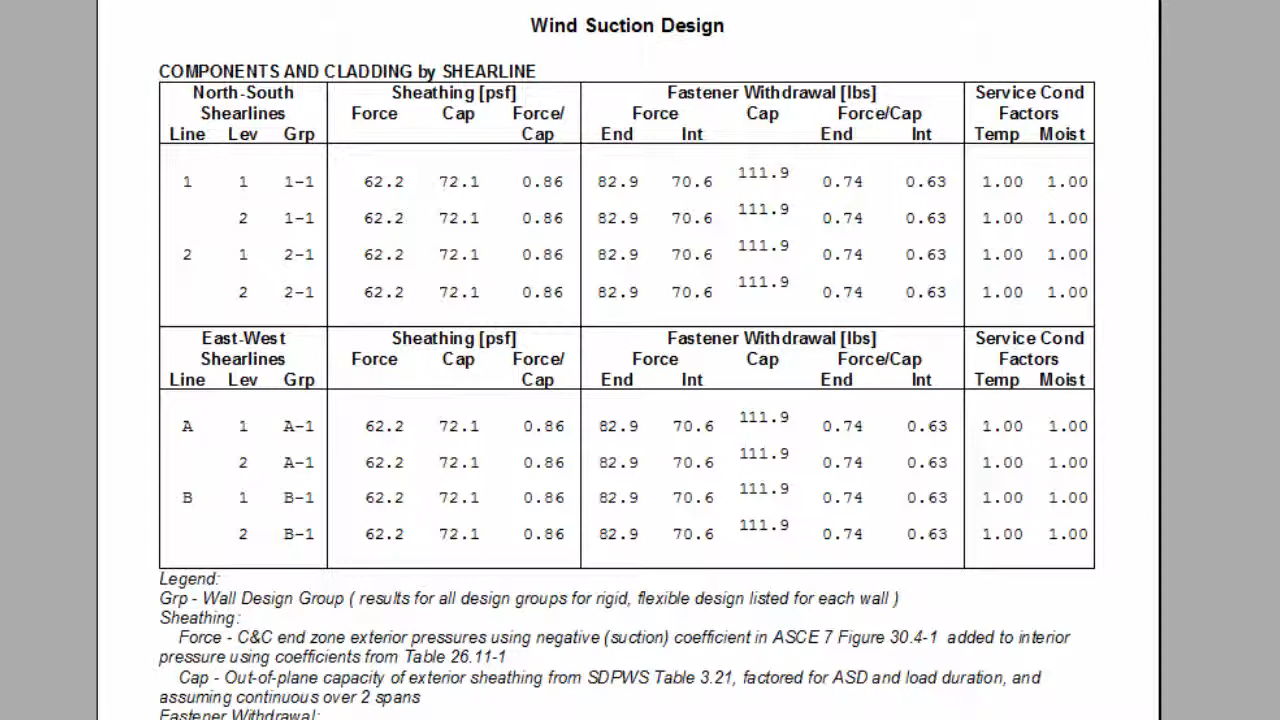 Wind Suction Design
COMPONENTS AND CLADDING by SHEARLINE
North-South Sheathing [psf] Fastener Withdrawal [lbs] Service Cond
Shearlines Force Cap Force/ Force Cap Force/Cap Factors
Line Lev Grp Cap End Int End Int Temp Moist
1 1 1-1 62.2 72.1 0.86 82.9 70.6 111.9 0.74 0.63 1.00 1.00
2 1-1 62.2 72.1 0.86 82.9 70.6 111.9 0.74 0.63 1.00 1.00
2 1 2-1 62.2 72.1 0.86 82.9 70.6 111.9 0.74 0.63 1.00 1.00
2 2-1 62.2 72.1 0.86 82.9 70.6 111.9 0.74 0.63 1.00 1.00
East-West Sheathing [psf] Fastener Withdrawal [lbs] Service Cond
Shearlines Force Cap Force/ Force Cap Force/Cap Factors
Line Lev Grp Cap End Int End Int Temp Moist
A 1 A-1 62.2 72.1 0.86 82.9 70.6 111.9 0.74 0.63 1.00 1.00
2 A-1 62.2 72.1 0.86 82.9 70.6 111.9 0.74 0.63 1.00 1.00
B 1 B-1 62.2 72.1 0.86 82.9 70.6 111.9 0.74 0.63 1.00 1.00
2 B-1 62.2 72.1 0.86 82.9 70.6 111.9 0.74 0.63 1.00 1.00
Legend:
Grp - Wall Design Group ( results for all design groups for rigid, flexible design listed for each wall )
Sheathing:
Force - C&C end zone exterior pressures using negative (suction) coefficient in ASCE 7 Figure 30.4-1 added to interior
pressure using coefficients from Table 26.11-1
Cap - Out-of-plane capacity of exterior sheathing from SDPWS Table 3.21, factored for ASD and load duration, and
assuming continuous over 2 spans
Fastener Withdrawal: